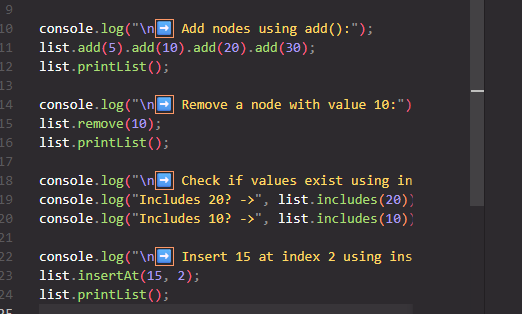 9
10 console.log("\n➡️ Add nodes using add():");
11 list.add(5).add(10).add(20).add(30);
12 list.printList();
13
14 console.log("\n➡️ Remove a node with value 10:")
15 list.remove(10);
16 list.printList();
17
18 console.log("\n➡️ Check if values exist using in
19 console.log("Includes 20? ->", list.includes(20))
20 console.log("Includes 10? ->", list.includes(10))
21
22 console.log("\n➡️ Insert 15 at index 2 using ins
23 list.insertAt(15, 2);
24 list.printList();
25